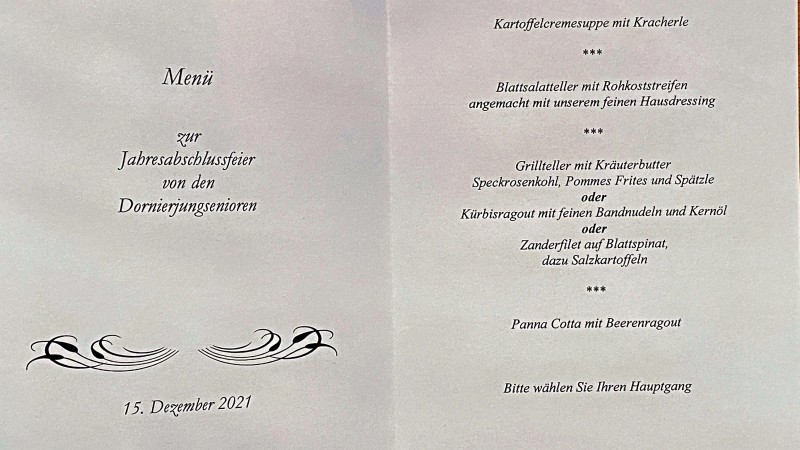 Menü
zur
Jahresabschlussfeier
von den
Dornierjungsenioren
15. Dezember 2021
Kartoffelcremesuppe mit Kracherle
***
Blattsalatteller mit Rohkoststreifen
angemacht mit unserem feinen Hausdressing
***
Grillteller mit Kräuterbutter
Speckrosenkohl, Pommes Frites und Spätzle
oder
Kürbisragout mit feinen Bandnudeln und Kernöl
oder
Zanderfilet auf Blattspinat,
dazu Salzkartoffeln
***
Panna Cotta mit Beerenragout
Bitte wählen Sie Ihren Hauptgang